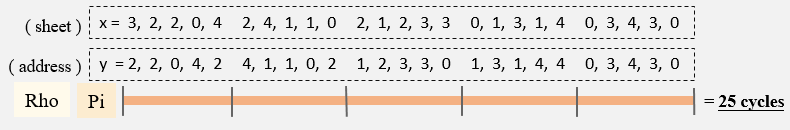 ( sheet ) x = 3, 2, 2, 0, 4 2, 4, 1, 1, 0 2, 1, 2, 3, 3 0, 1, 3, 1, 4 0, 3, 4, 3, 0
( address ) y = 2, 2, 0, 4, 2 4, 1, 1, 0, 2 1, 2, 3, 3, 0 1, 3, 1, 4, 4 0, 3, 4, 3, 0
Rho Pi = 25 cycles